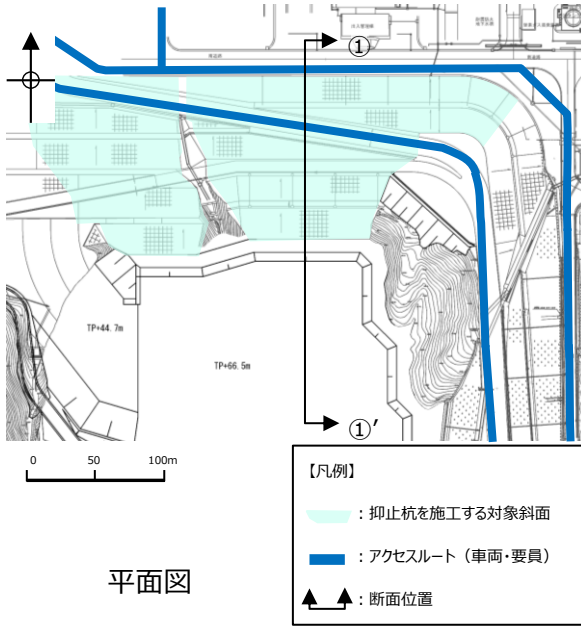 ①
TP+44.7m
TP+66.5m
①′
0 50 100m
【凡例】
：抑止杭を施工する対象斜面
：アクセスルート（車両・要員）
：断面位置
平面図